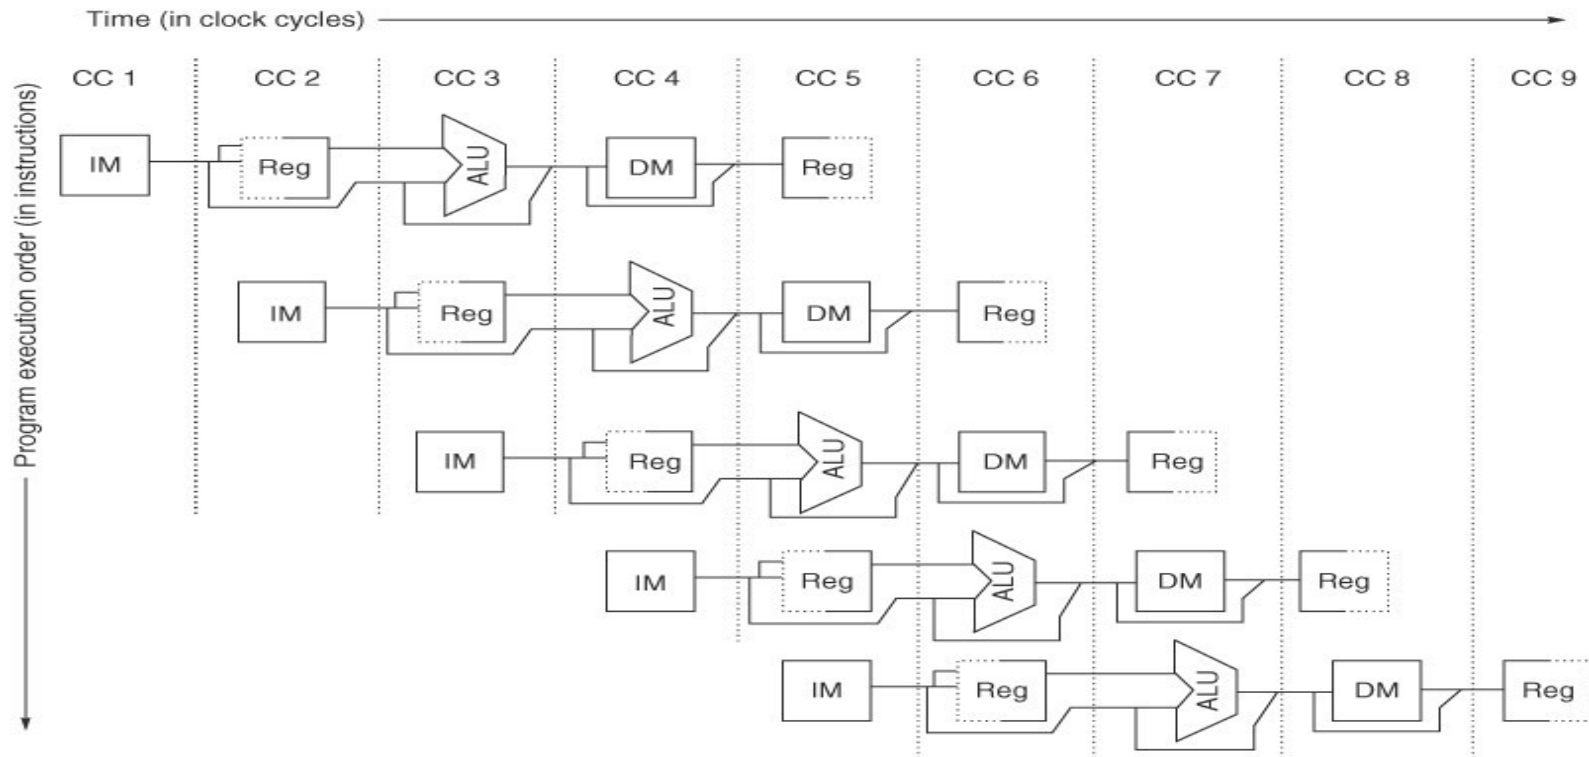 Time (in clock cycles)
CC 1 CC 2 CC 3 CC 4 CC 5 CC 6 CC 7 CC 8 CC 9
Program execution order (in instructions)
IM Reg ALU DM Reg
IM Reg ALU DM Reg
IM Reg ALU DM Reg
IM Reg ALU DM Reg
IM Reg ALU DM Reg